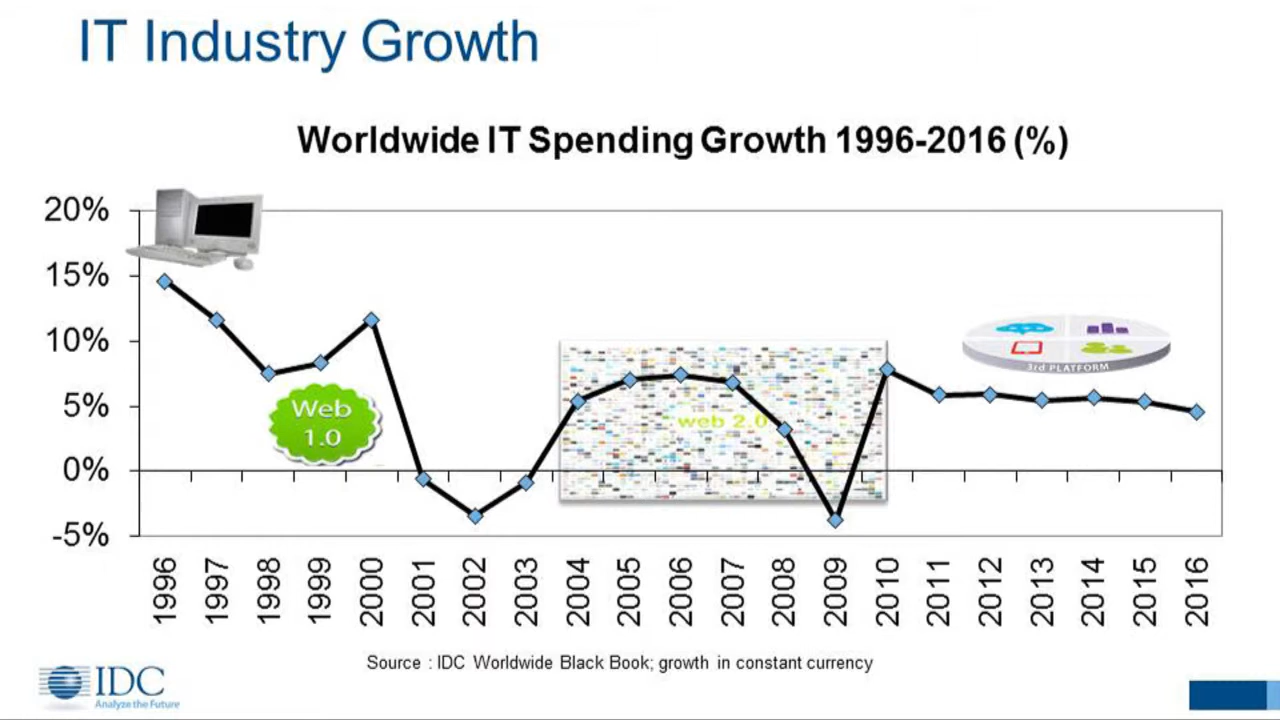 IT Industry Growth
Worldwide IT Spending Growth 1996-2016 (%)
20%
15%
10%
5%
0%
-5%
Web
1.0
web 2.0
3rd PLATFORM
1996 1997 1998 1999 2000 2001 2002 2003 2004 2005 2006 2007 2008 2009 2010 2011 2012 2013 2014 2015 2016
Source : IDC Worldwide Black Book; growth in constant currency
IDC
Analyze the Future